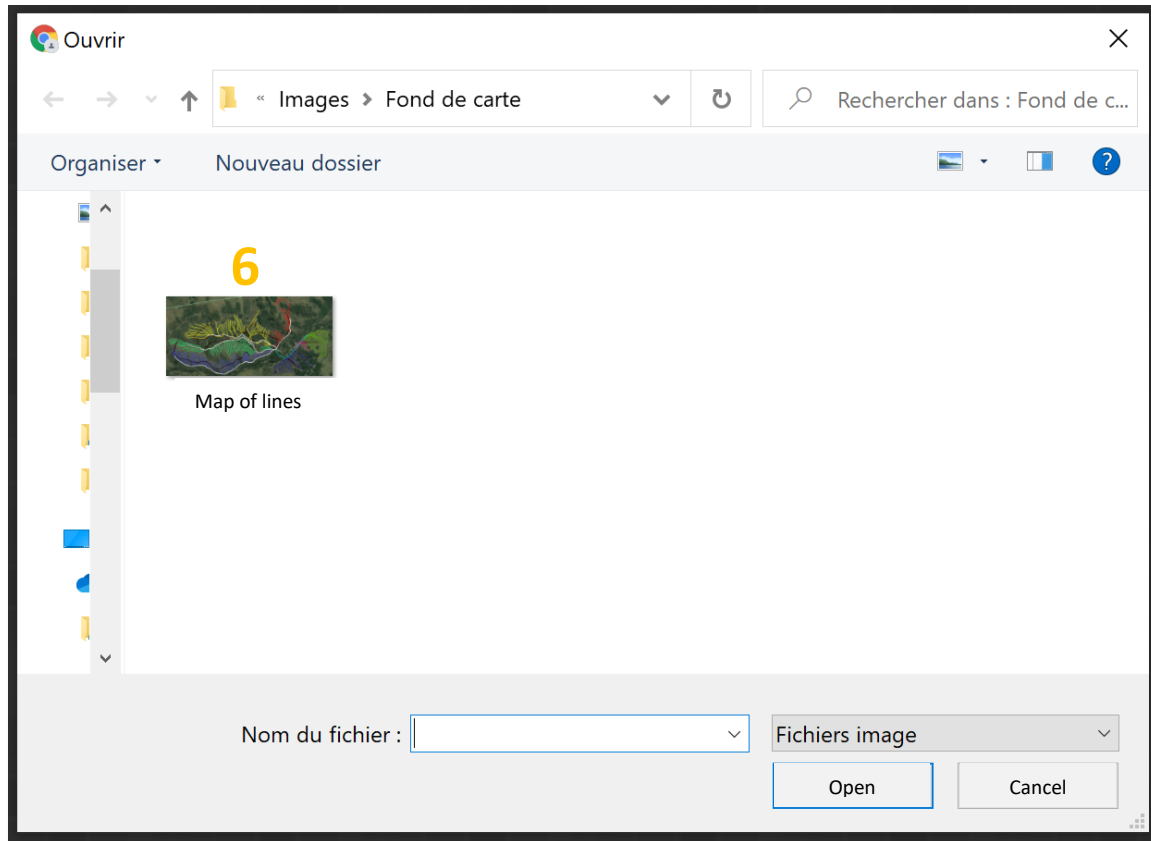 Ouvrir
« Images > Fond de carte
Rechercher dans : Fond de c...
Organiser
Nouveau dossier
?
6
Map of lines
Nom du fichier :
Fichiers image
Open
Cancel